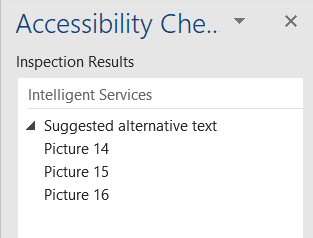 Accessibility Che..
Inspection Results
Intelligent Services
Suggested alternative text
Picture 14
Picture 15
Picture 16